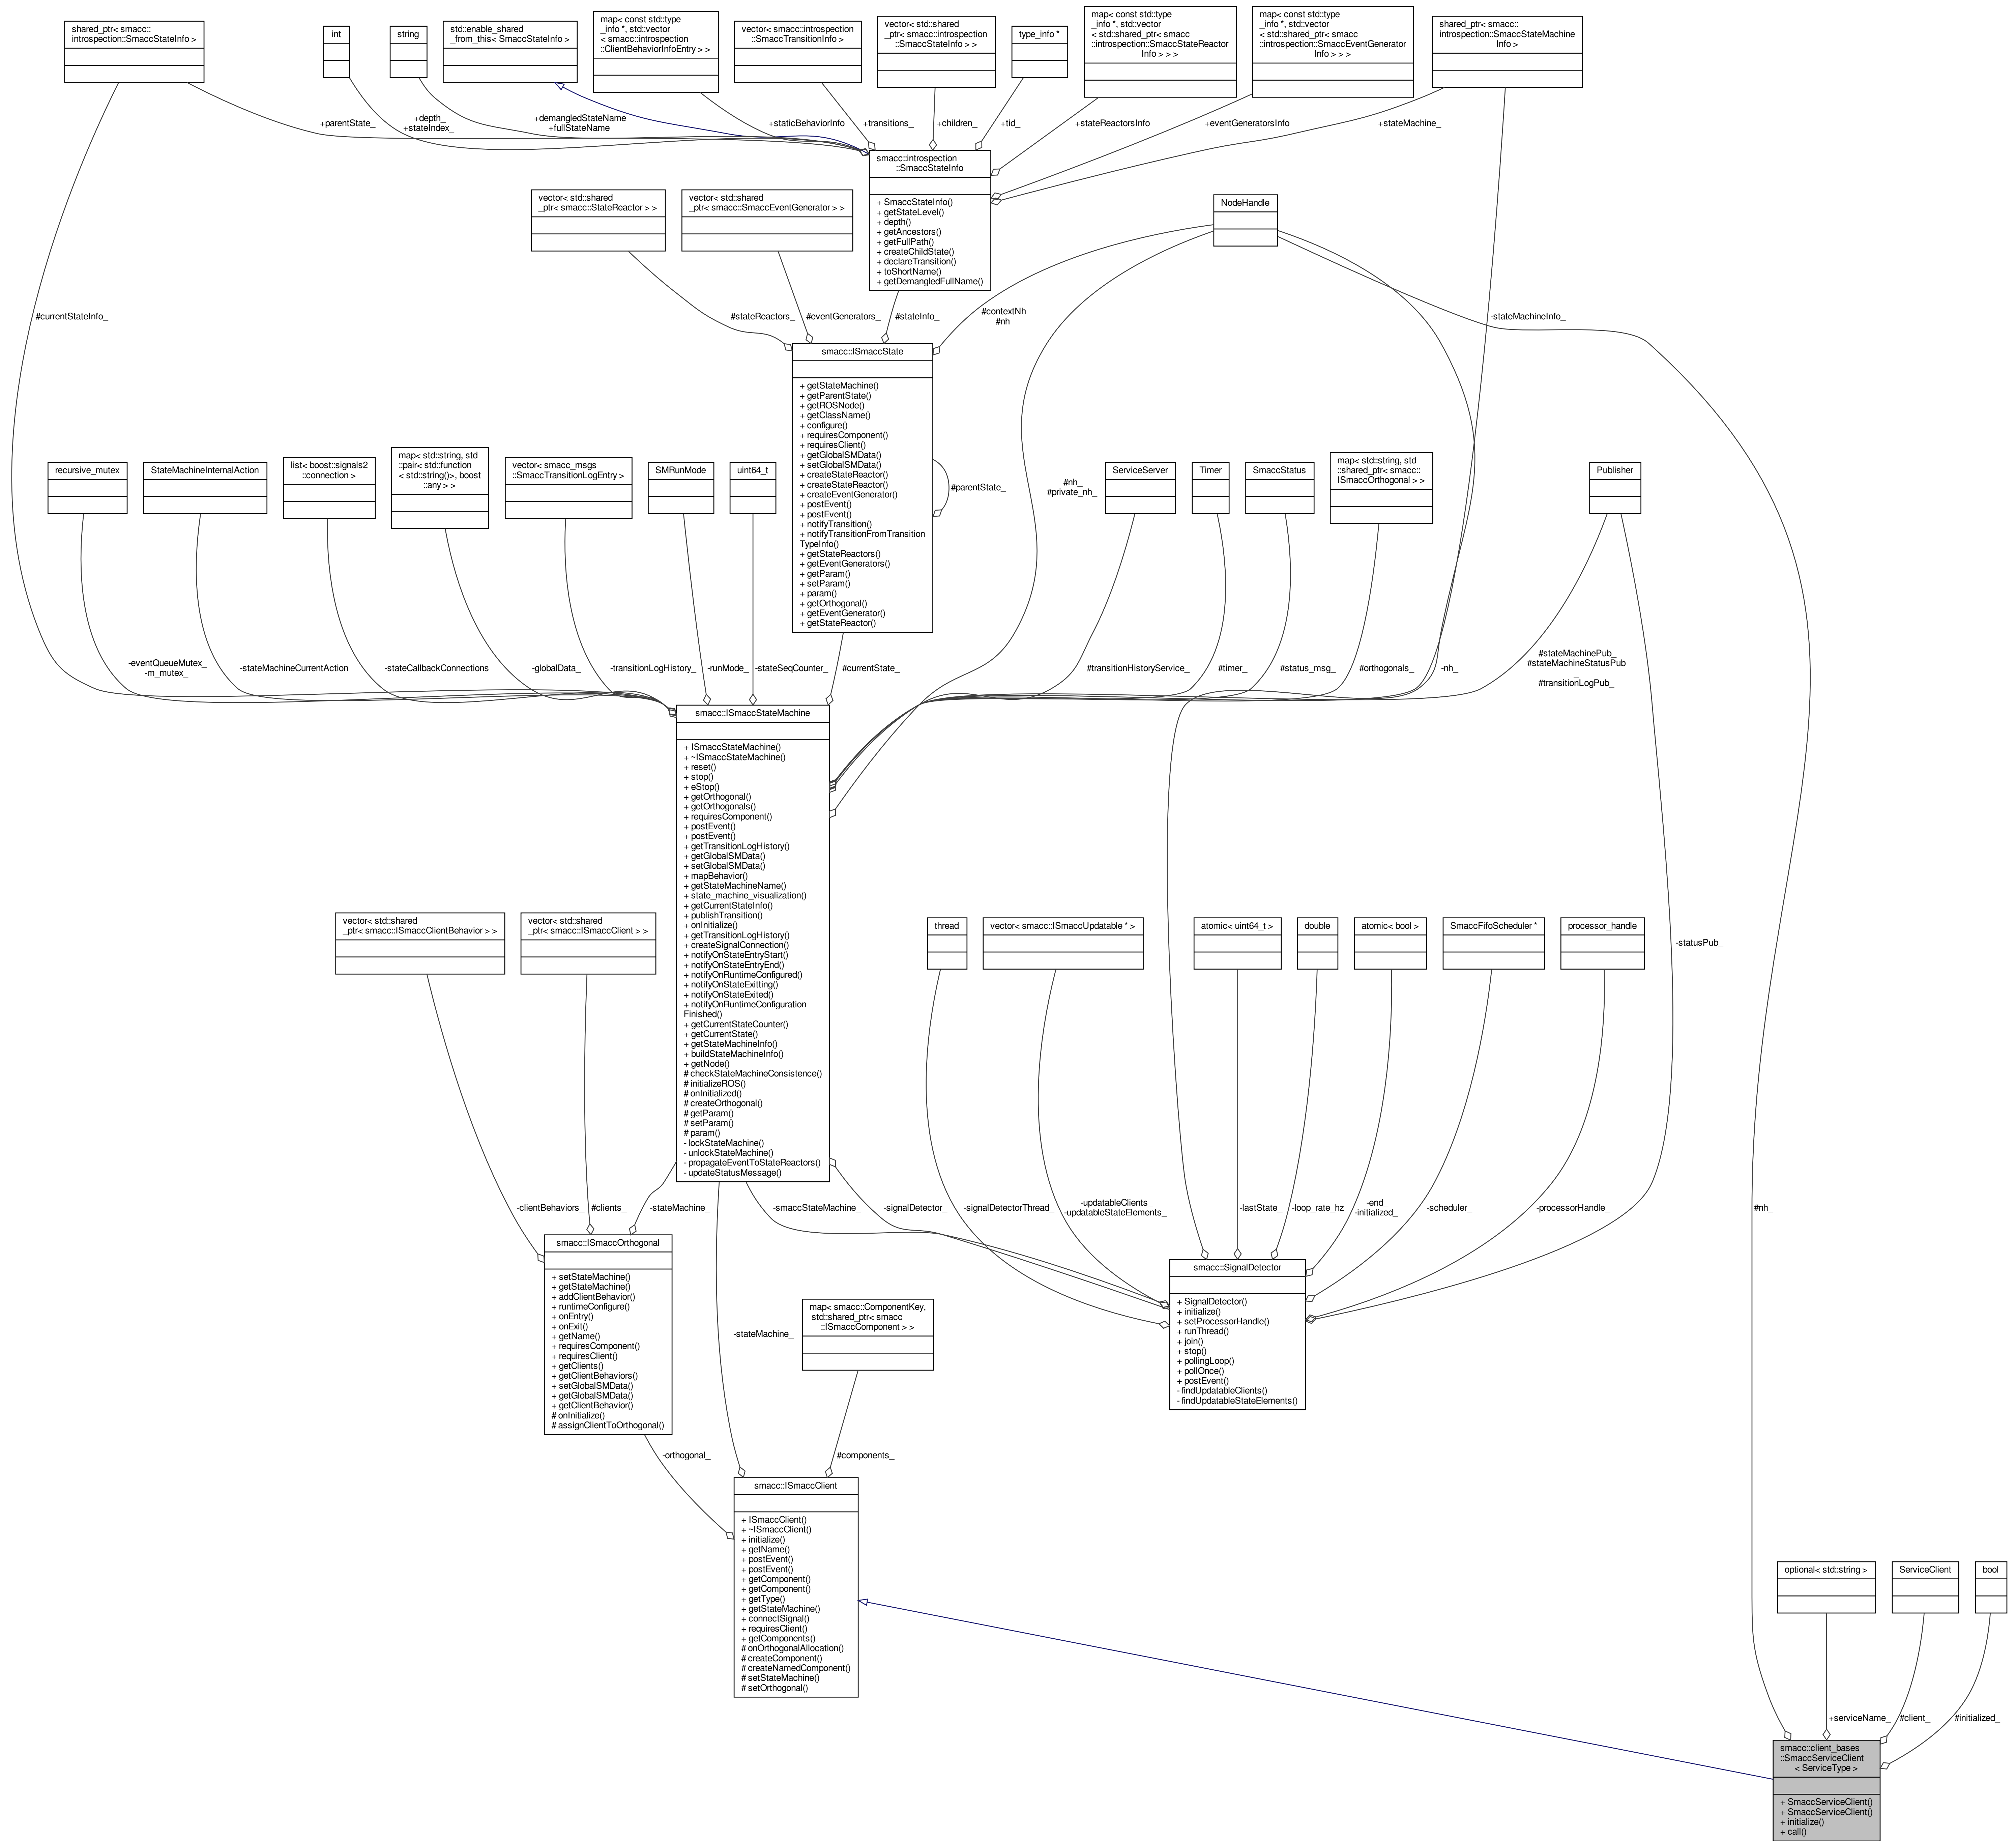 shared_ptr< smacc::
introspection::SmaccStateInfo >
int
string
std::enable_shared
_from_this< SmaccStateInfo >
map< const std::type
_info *, std::vector
< smacc::introspection
::ClientBehaviorInfoEntry > >
vector< smacc::introspection
::SmaccTransitionInfo >
vector< std::shared
_ptr< smacc::introspection
::SmaccStateInfo > >
type_info *
map< const std::type
_info *, std::vector
< std::shared_ptr< smacc
::introspection::SmaccStateReactor
Info > > >
map< const std::type
_info *, std::vector
< std::shared_ptr< smacc
::introspection::SmaccEventGenerator
Info > > >
shared_ptr< smacc::
introspection::SmaccStateMachine
Info >
+parentState_
+depth_
+stateIndex_
+demangledStateName
+fullStateName
+staticBehaviorInfo
+transitions_
+children_
+tid_
+stateReactorsInfo
+eventGeneratorsInfo
+stateMachine_
smacc::introspection
::SmaccStateInfo
+ SmaccStateInfo()
+ getStateLevel()
+ depth()
+ getAncestors()
+ getFullPath()
+ createChildState()
+ declareTransition()
+ toShortName()
+ getDemangledFullName()
vector< std::shared
_ptr< smacc::StateReactor > >
vector< std::shared
_ptr< smacc::SmaccEventGenerator > >
NodeHandle
#currentStateInfo_
#stateReactors_
#eventGenerators_
#stateInfo_
#contextNh
#nh
-stateMachineInfo_
smacc::ISmaccState
+ getStateMachine()
+ getParentState()
+ getROSNode()
+ getClassName()
+ configure()
+ requiresComponent()
+ requiresClient()
+ getGlobalSMData()
+ setGlobalSMData()
+ createStateReactor()
+ createStateReactor()
+ createEventGenerator()
+ postEvent()
+ postEvent()
+ notifyTransition()
+ notifyTransitionFromTransition
TypeInfo()
+ getStateReactors()
+ getEventGenerators()
+ getParam()
+ setParam()
+ param()
+ getOrthogonal()
+ getEventGenerator()
+ getStateReactor()
#parentState_
#nh_
#private_nh_
recursive_mutex
StateMachineInternalAction
list< boost::signals2
::connection >
map< std::string, std
::pair< std::function
< std::string()>, boost
::any > >
vector< smacc_msgs
::SmaccTransitionLogEntry >
SMRunMode
uint64_t
ServiceServer
Timer
SmaccStatus
map< std::string, std
::shared_ptr< smacc::
ISmaccOrthogonal > >
Publisher
-eventQueueMutex_
-m_mutex_
-stateMachineCurrentAction
-stateCallbackConnections
-globalData_
-transitionLogHistory_
-runMode_
-stateSeqCounter_
#currentState_
#transitionHistoryService_
#timer_
#status_msg_
#orthogonals_
-nh_
#stateMachinePub_
#stateMachineStatusPub
_
#transitionLogPub_
smacc::ISmaccStateMachine
+ ISmaccStateMachine()
+ ~ISmaccStateMachine()
+ reset()
+ stop()
+ eStop()
+ getOrthogonal()
+ getOrthogonals()
+ requiresComponent()
+ postEvent()
+ postEvent()
+ getTransitionLogHistory()
+ getGlobalSMData()
+ setGlobalSMData()
+ mapBehavior()
+ getStateMachineName()
+ state_machine_visualization()
+ getCurrentStateInfo()
+ publishTransition()
+ onInitialize()
+ getTransitionLogHistory()
+ createSignalConnection()
+ notifyOnStateEntryStart()
+ notifyOnStateEntryEnd()
+ notifyOnRuntimeConfigured()
+ notifyOnStateExitting()
+ notifyOnStateExited()
+ notifyOnRuntimeConfiguration
Finished()
+ getCurrentStateCounter()
+ getCurrentState()
+ getStateMachineInfo()
+ buildStateMachineInfo()
+ getNode()
# checkStateMachineConsistence()
# initializeROS()
# onInitialized()
# createOrthogonal()
# getParam()
# setParam()
# param()
- lockStateMachine()
- unlockStateMachine()
- propagateEventToStateReactors()
- updateStatusMessage()
vector< std::shared
_ptr< smacc::ISmaccClientBehavior > >
vector< std::shared
_ptr< smacc::ISmaccClient > >
thread
vector< smacc::ISmaccUpdatable * >
atomic< uint64_t >
double
atomic< bool >
SmaccFifoScheduler *
processor_handle
-statusPub_
-clientBehaviors_
#clients_
-stateMachine_
-smaccStateMachine_
-signalDetector_
-signalDetectorThread_
-updatableClients_
-updatableStateElements_
-lastState_
-loop_rate_hz
-end_
-initialized_
-scheduler_
-processorHandle_
#nh_
smacc::ISmaccOrthogonal
+ setStateMachine()
+ getStateMachine()
+ addClientBehavior()
+ runtimeConfigure()
+ onEntry()
+ onExit()
+ getName()
+ requiresComponent()
+ requiresClient()
+ getClients()
+ getClientBehaviors()
+ setGlobalSMData()
+ getGlobalSMData()
+ getClientBehavior()
# onInitialize()
# assignClientToOrthogonal()
smacc::SignalDetector
+ SignalDetector()
+ initialize()
+ setProcessorHandle()
+ runThread()
+ join()
+ stop()
+ pollingLoop()
+ pollOnce()
+ postEvent()
- findUpdatableClients()
- findUpdatableStateElements()
-stateMachine_
map< smacc::ComponentKey,
std::shared_ptr< smacc
::ISmaccComponent > >
-orthogonal_
#components_
smacc::ISmaccClient
+ ISmaccClient()
+ ~ISmaccClient()
+ initialize()
+ getName()
+ postEvent()
+ postEvent()
+ getComponent()
+ getComponent()
+ getType()
+ getStateMachine()
+ connectSignal()
+ requiresClient()
+ getComponents()
# onOrthogonalAllocation()
# createComponent()
# createNamedComponent()
# setStateMachine()
# setOrthogonal()
optional< std::string >
ServiceClient
bool
+serviceName_
#client_
#initialized_
smacc::client_bases
::SmaccServiceClient
< ServiceType >
+ SmaccServiceClient()
+ SmaccServiceClient()
+ initialize()
+ call()